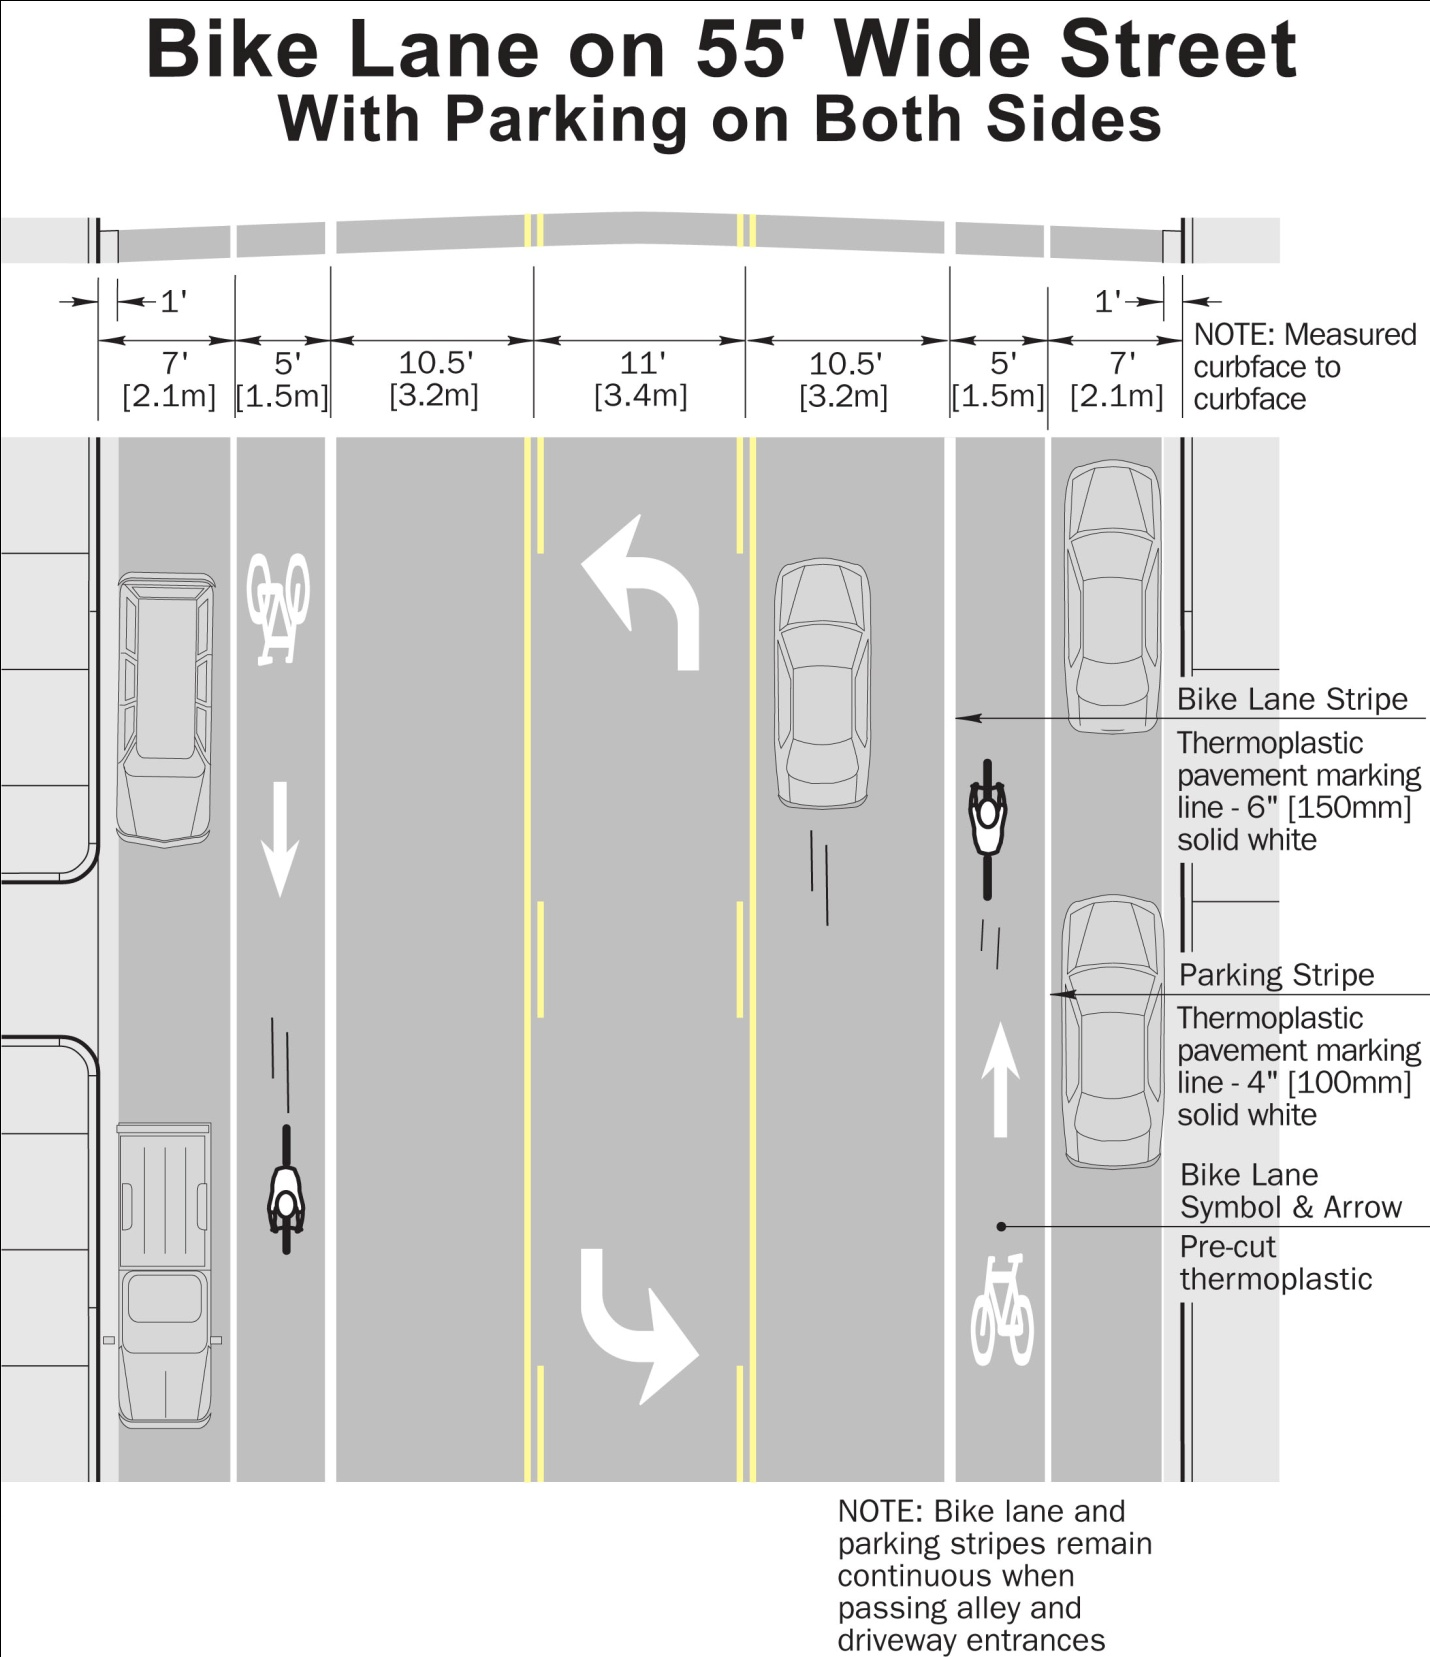 Bike Lane on 55' Wide Street
With Parking on Both Sides
1'
1'
7'
5'
10.5'
11'
10.5'
5'
7'
[2.1m]
[1.5m]
[3.2m]
[3.4m]
[3.2m]
[1.5m]
[2.1m]
NOTE: Measured
curbface to
curbface
Bike Lane Stripe
Thermoplastic
pavement marking
line - 6" [150mm]
solid white
Parking Stripe
Thermoplastic
pavement marking
line - 4" [100mm]
solid white
Bike Lane
Symbol & Arrow
Pre-cut
thermoplastic
NOTE: Bike lane and
parking stripes remain
continuous when
passing alley and
driveway entrances